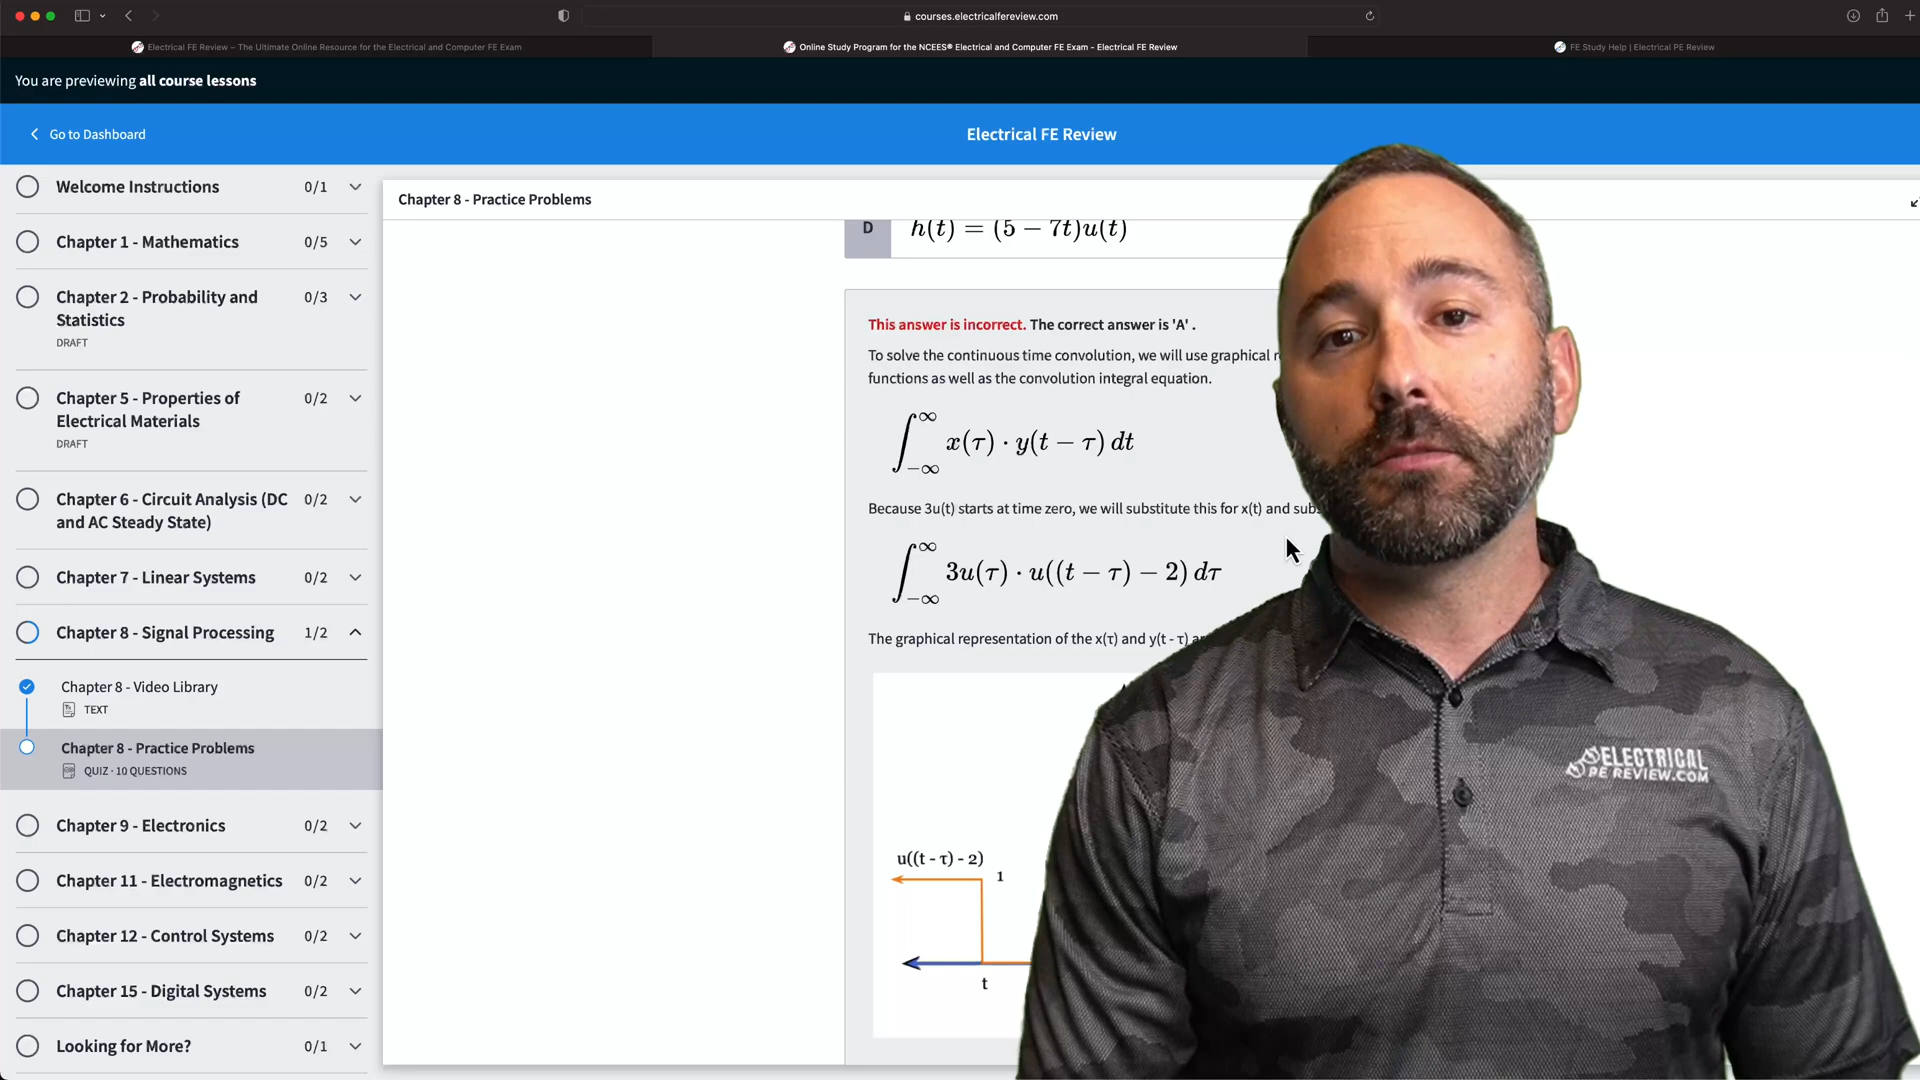 courses.electricalfereview.com
Electrical FE Review – The Ultimate Online Resource for the Electrical and Computer FE Exam
Online Study Program for the NCEES® Electrical and Computer FE Exam - Electrical FE Review
FE Study Help | Electrical PE Review
You are previewing all course lessons
Go to Dashboard
Electrical FE Review
Welcome Instructions 0/1
Chapter 1 - Mathematics 0/5
Chapter 2 - Probability and 0/3
Statistics
DRAFT
Chapter 5 - Properties of 0/2
Electrical Materials
DRAFT
Chapter 6 - Circuit Analysis (DC 0/2
and AC Steady State)
Chapter 7 - Linear Systems 0/2
Chapter 8 - Signal Processing 1/2
Chapter 8 - Video Library
TEXT
Chapter 8 - Practice Problems
QUIZ · 10 QUESTIONS
Chapter 9 - Electronics 0/2
Chapter 11 - Electromagnetics 0/2
Chapter 12 - Control Systems 0/2
Chapter 15 - Digital Systems 0/2
Looking for More? 0/1
Chapter 8 - Practice Problems
D h(t) = (5 − 7t)u(t)
This answer is incorrect. The correct answer is 'A' .
To solve the continuous time convolution, we will use graphical
functions as well as the convolution integral equation.
∫_{−∞}^{∞} x(τ) · y(t − τ) dt
Because 3u(t) starts at time zero, we will substitute this for x(t) and
∫_{−∞}^{∞} 3u(τ) · u((t − τ) − 2) dτ
The graphical representation of the x(τ) and y(t - τ)
u((t - τ) - 2)
1
t
ELECTRICAL
PE REVIEW.COM